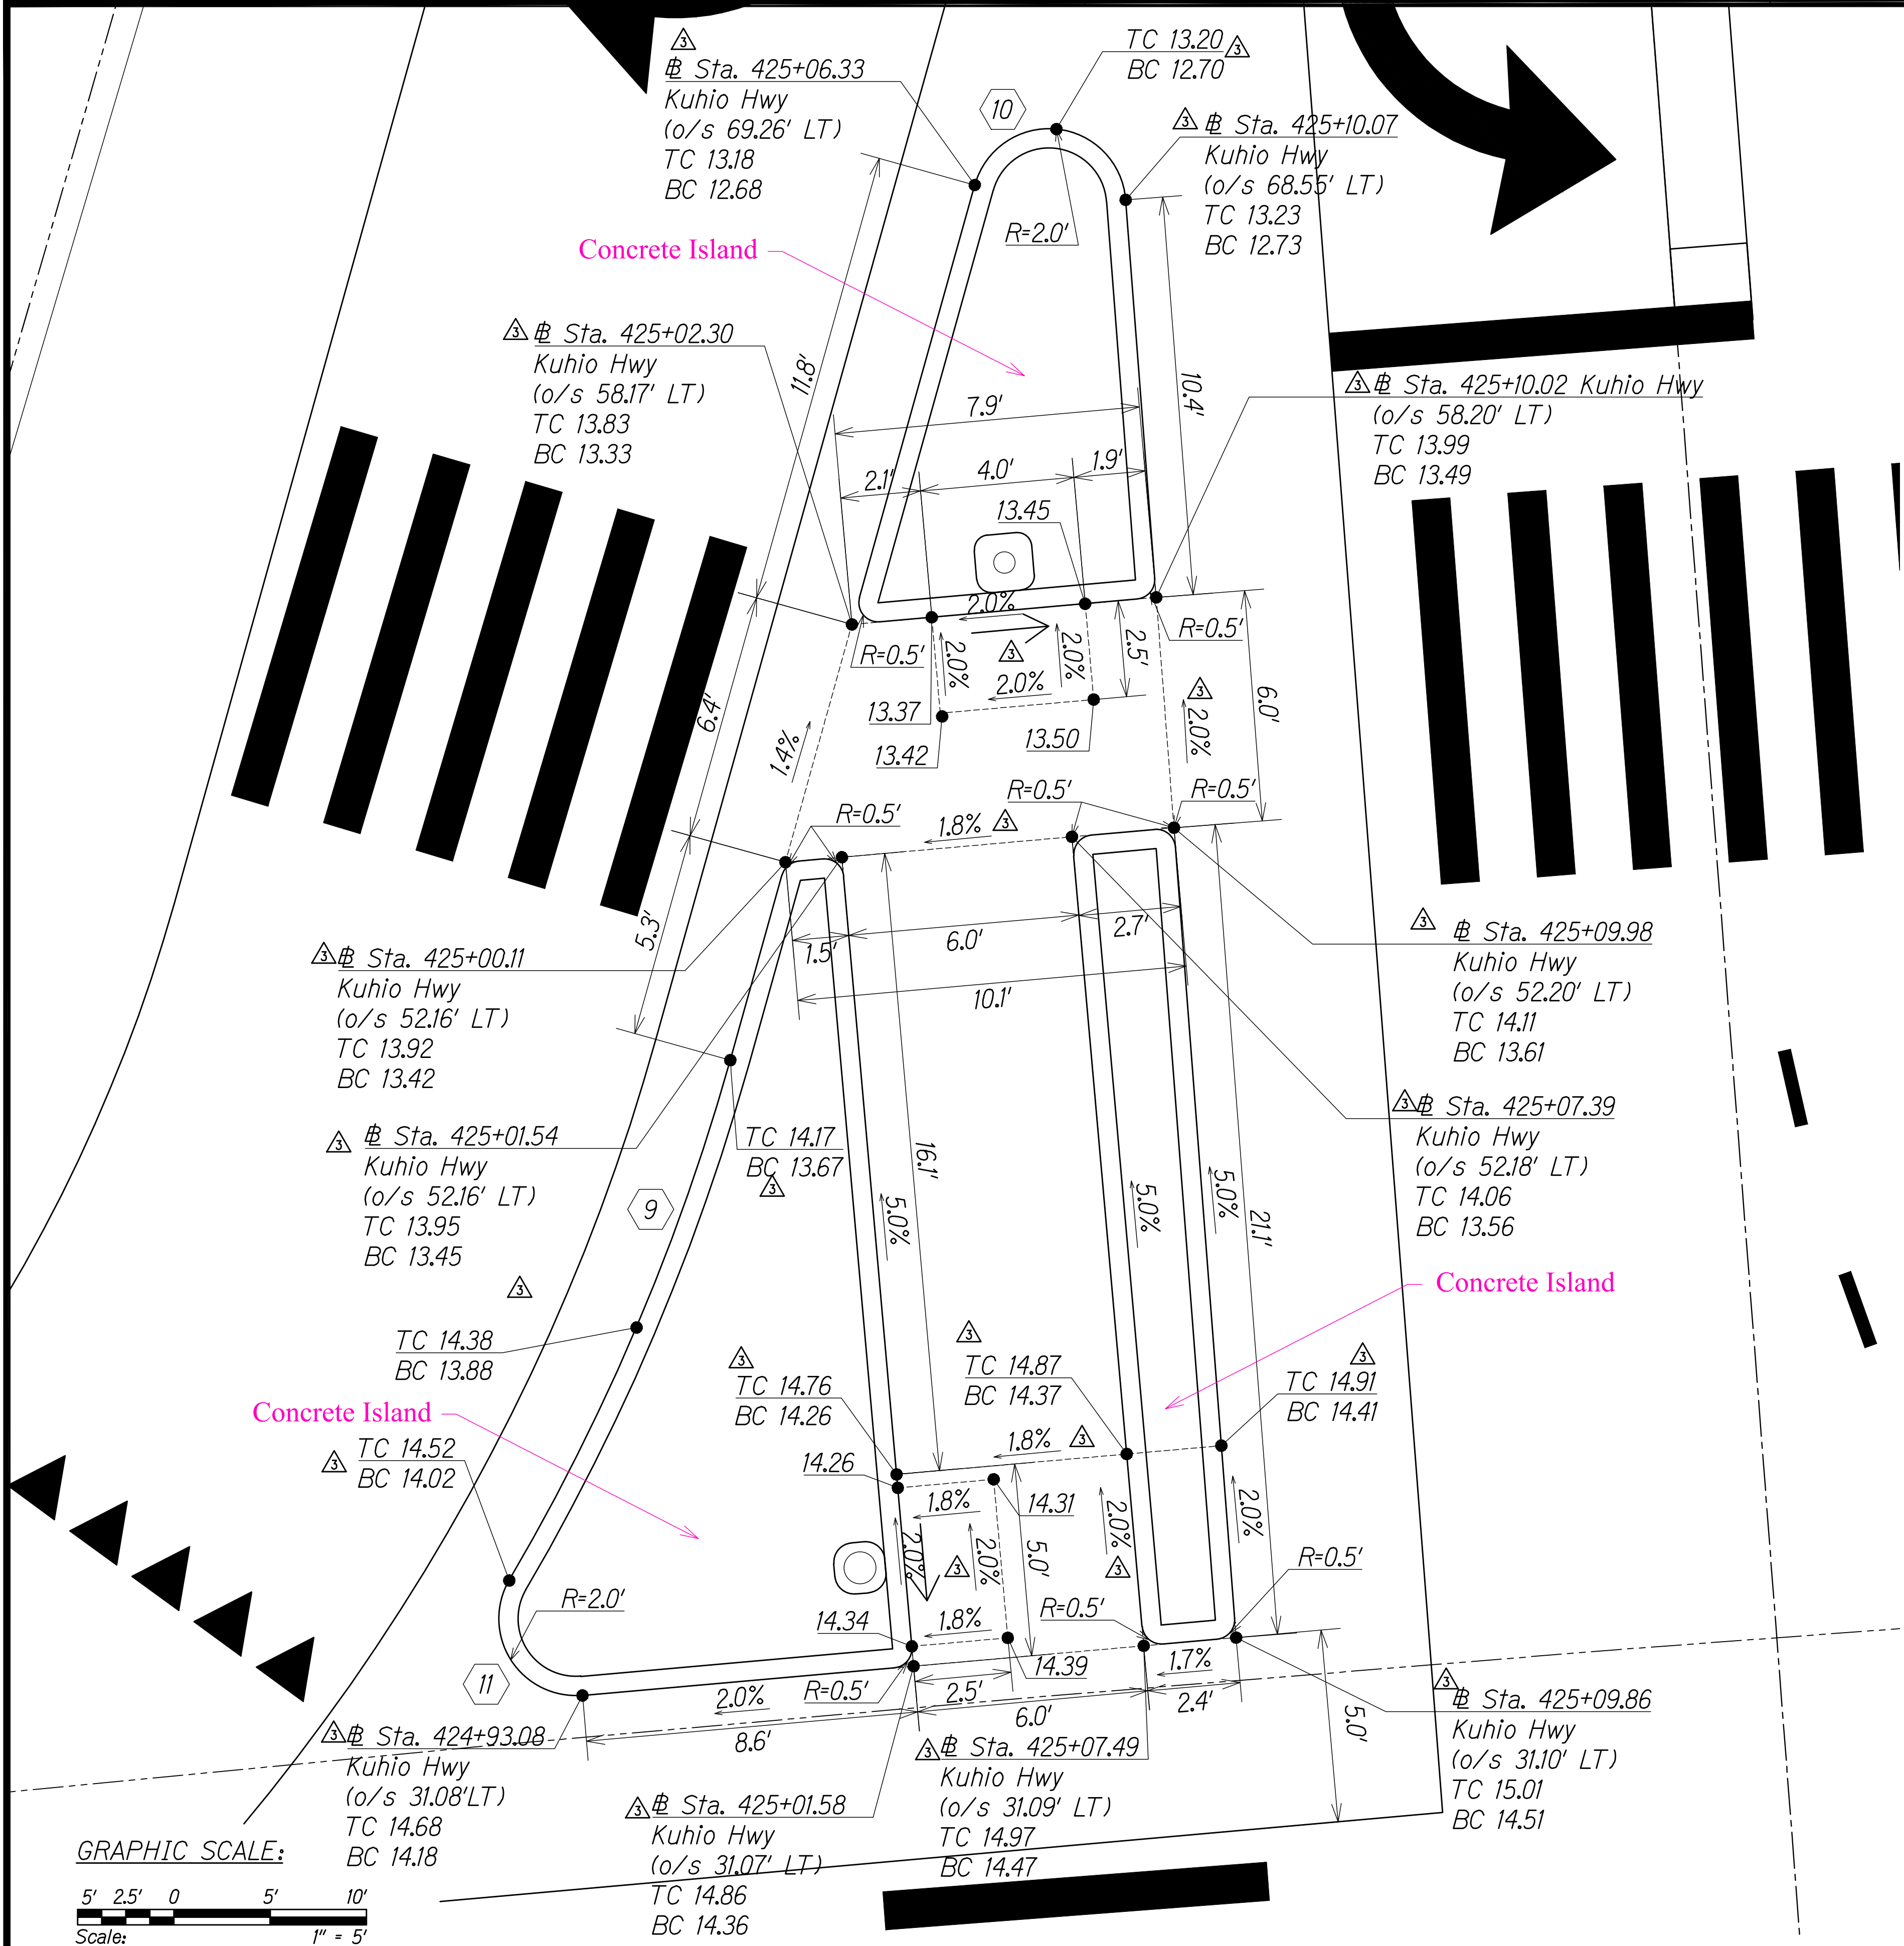 3
TC 13.20 3
BC 12.70
℄ Sta. 425+06.33
Kuhio Hwy
(o/s 69.26' LT)
TC 13.18
BC 12.68
10
3 ℄ Sta. 425+10.07
Kuhio Hwy
(o/s 68.55' LT)
TC 13.23
BC 12.73
R=2.0'
Concrete Island
3 ℄ Sta. 425+02.30
Kuhio Hwy
(o/s 58.17' LT)
TC 13.83
BC 13.33
11.8'
10.4'
7.9'
2.1'
4.0'
1.9'
13.45
3 ℄ Sta. 425+10.02 Kuhio Hwy
(o/s 58.20' LT)
TC 13.99
BC 13.49
2.0%
R=0.5'
R=0.5'
2.0%
3
2.0%
2.5'
2.0%
13.37
13.42
13.50
3
2.0%
6.0'
6.4'
1.4%
R=0.5'
R=0.5'
R=0.5'
1.8% 3
5.3'
1.5'
6.0'
2.7'
10.1'
3 ℄ Sta. 425+00.11
Kuhio Hwy
(o/s 52.16' LT)
TC 13.92
BC 13.42
3 ℄ Sta. 425+09.98
Kuhio Hwy
(o/s 52.20' LT)
TC 14.11
BC 13.61
3 ℄ Sta. 425+01.54
Kuhio Hwy
(o/s 52.16' LT)
TC 13.95
BC 13.45
TC 14.17
BC 13.67
3
3 ℄ Sta. 425+07.39
Kuhio Hwy
(o/s 52.18' LT)
TC 14.06
BC 13.56
9
16.1'
5.0%
5.0%
5.0%
21.1'
3
TC 14.38
BC 13.88
Concrete Island
Concrete Island
3
TC 14.76
BC 14.26
3
TC 14.87
BC 14.37
3
TC 14.91
BC 14.41
TC 14.52
3 BC 14.02
1.8% 3
14.26
1.8%
14.31
2.0%
3
2.0%
5.0'
2.0%
3
2.0%
R=0.5'
R=2.0'
14.34
1.8%
R=0.5'
14.39
1.7%
11
2.0%
R=0.5'
2.5'
6.0'
2.4'
8.6'
5.0'
3 ℄ Sta. 424+93.08
Kuhio Hwy
(o/s 31.08'LT)
TC 14.68
BC 14.18
3 ℄ Sta. 425+01.58
Kuhio Hwy
(o/s 31.07' LT)
TC 14.86
BC 14.36
3 ℄ Sta. 425+07.49
Kuhio Hwy
(o/s 31.09' LT)
TC 14.97
BC 14.47
3 ℄ Sta. 425+09.86
Kuhio Hwy
(o/s 31.10' LT)
TC 15.01
BC 14.51
GRAPHIC SCALE:
5' 2.5' 0 5' 10'
Scale: 1" = 5'